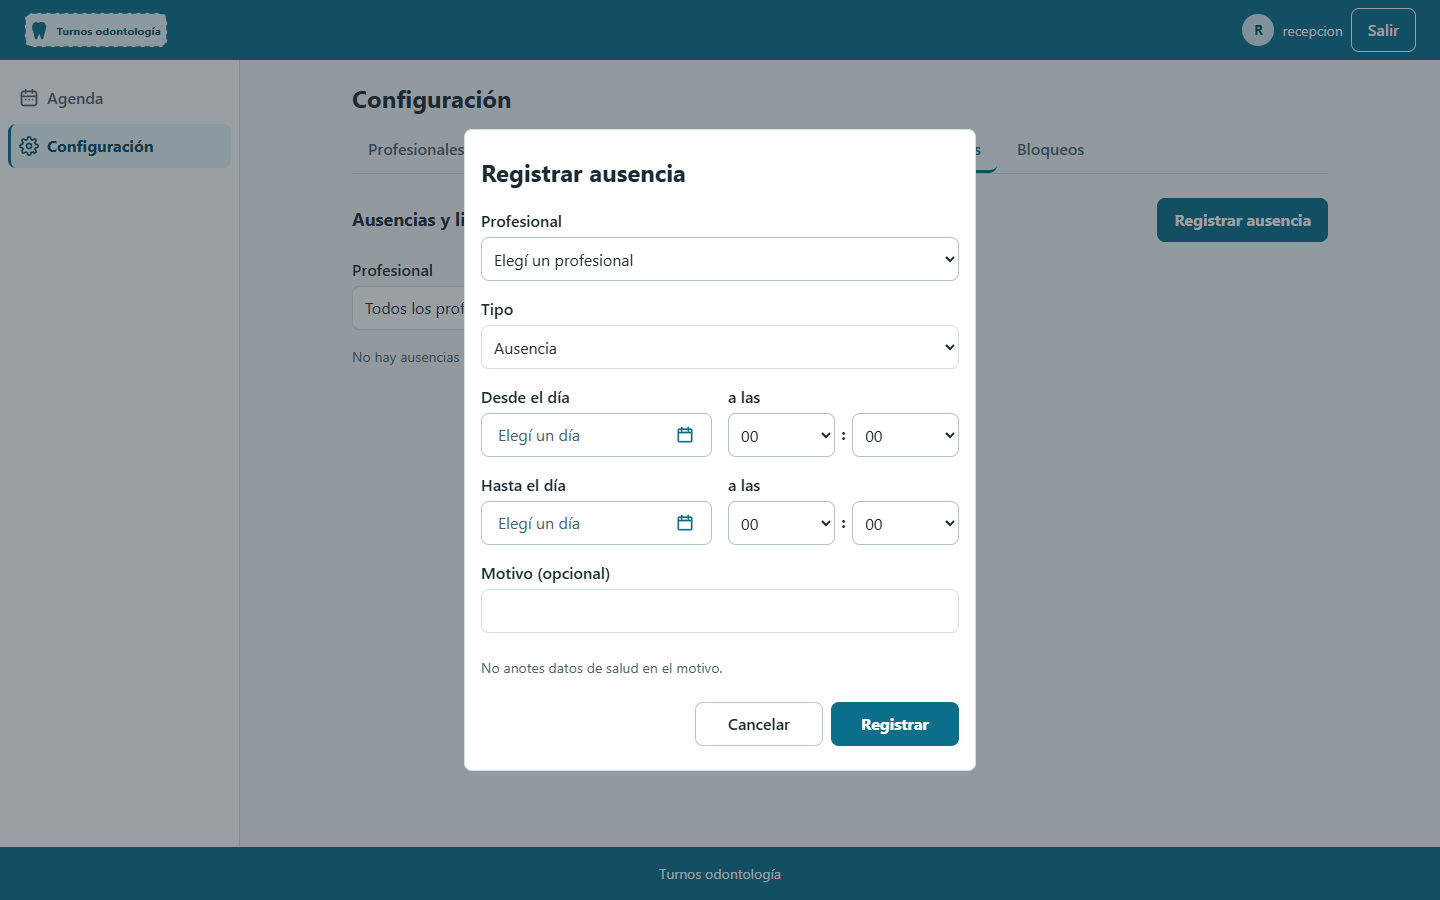 Turnos odontología
R
recepcion
Salir
Agenda
Configuración
Configuración
Profesionales
s
Bloqueos
Ausencias y li
Registrar ausencia
Profesional
Todos los prof
No hay ausencias
Registrar ausencia
Profesional
Elegí un profesional
Tipo
Ausencia
Desde el día
a las
Elegí un día
00 : 00
Hasta el día
a las
Elegí un día
00 : 00
Motivo (opcional)
No anotes datos de salud en el motivo.
Cancelar
Registrar
Turnos odontología